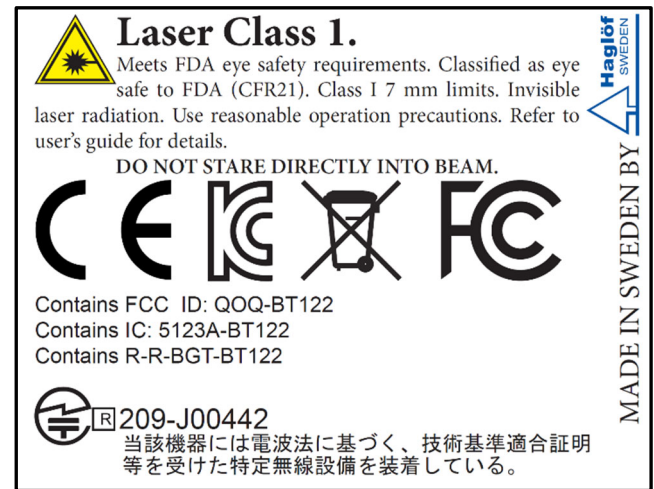 Laser Class 1.
Meets FDA eye safety requirements. Classified as eye
safe to FDA (CFR21). Class I 7 mm limits. Invisible
laser radiation. Use reasonable operation precautions. Refer to
user's guide for details.
DO NOT STARE DIRECTLY INTO BEAM.
CE
KC
FC
Contains FCC  ID: QOQ-BT122
Contains IC: 5123A-BT122
Contains R-R-BGT-BT122
R 209-J00442
当該機器には電波法に基づく、技術基準適合証明
等を受けた特定無線設備を装着している。
MADE IN SWEDEN BY
Haglöf
SWEDEN